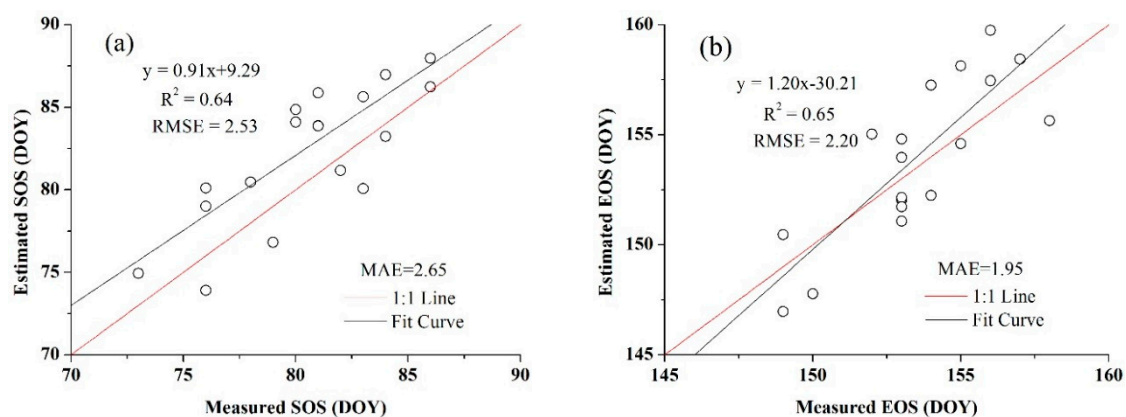 (a)
y = 0.91x+9.29
R² = 0.64
RMSE = 2.53
MAE=2.65
1:1 Line
Fit Curve
Estimated SOS (DOY)
90
85
80
75
70
70 75 80 85 90
Measured SOS (DOY)
(b)
y = 1.20x-30.21
R² = 0.65
RMSE = 2.20
MAE=1.95
1:1 Line
Fit Curve
Estimated EOS (DOY)
160
155
150
145
145 150 155 160
Measured EOS (DOY)